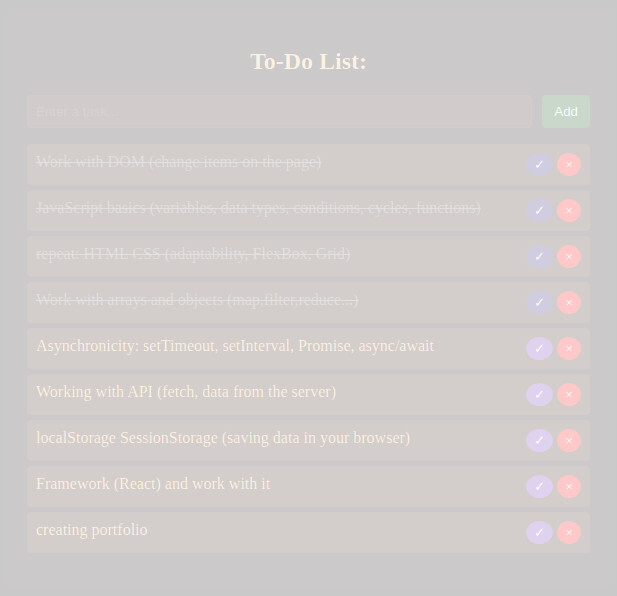 To-Do List:
Enter a task
Add
Work with DOM (change items on the page)
✓ ×
JavaScript basics (variables, data types, conditions, cycles, functions)
✓ ×
repeat: HTML CSS (adaptability, FlexBox, Grid)
✓ ×
Work with arrays and objects (map,filter,reduce...)
✓ ×
Asynchronicity: setTimeout, setInterval, Promise, async/await
✓ ×
Working with API (fetch, data from the server)
✓ ×
localStorage SessionStorage (saving data in your browser)
✓ ×
Framework (React) and work with it
✓ ×
creating portfolio
✓ ×